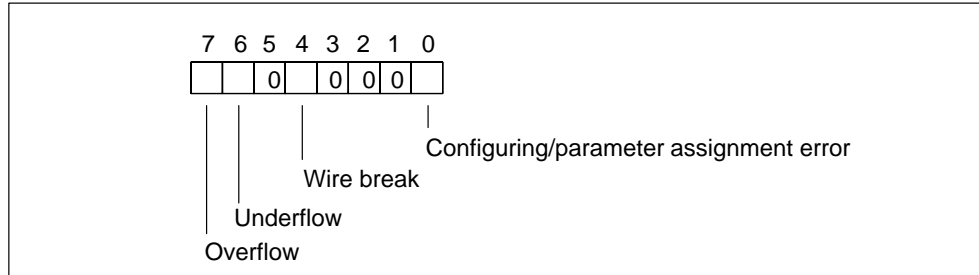 7 6 5 4 3 2 1 0
0 0 0 0
Configuring/parameter assignment error
Wire break
Underflow
Overflow